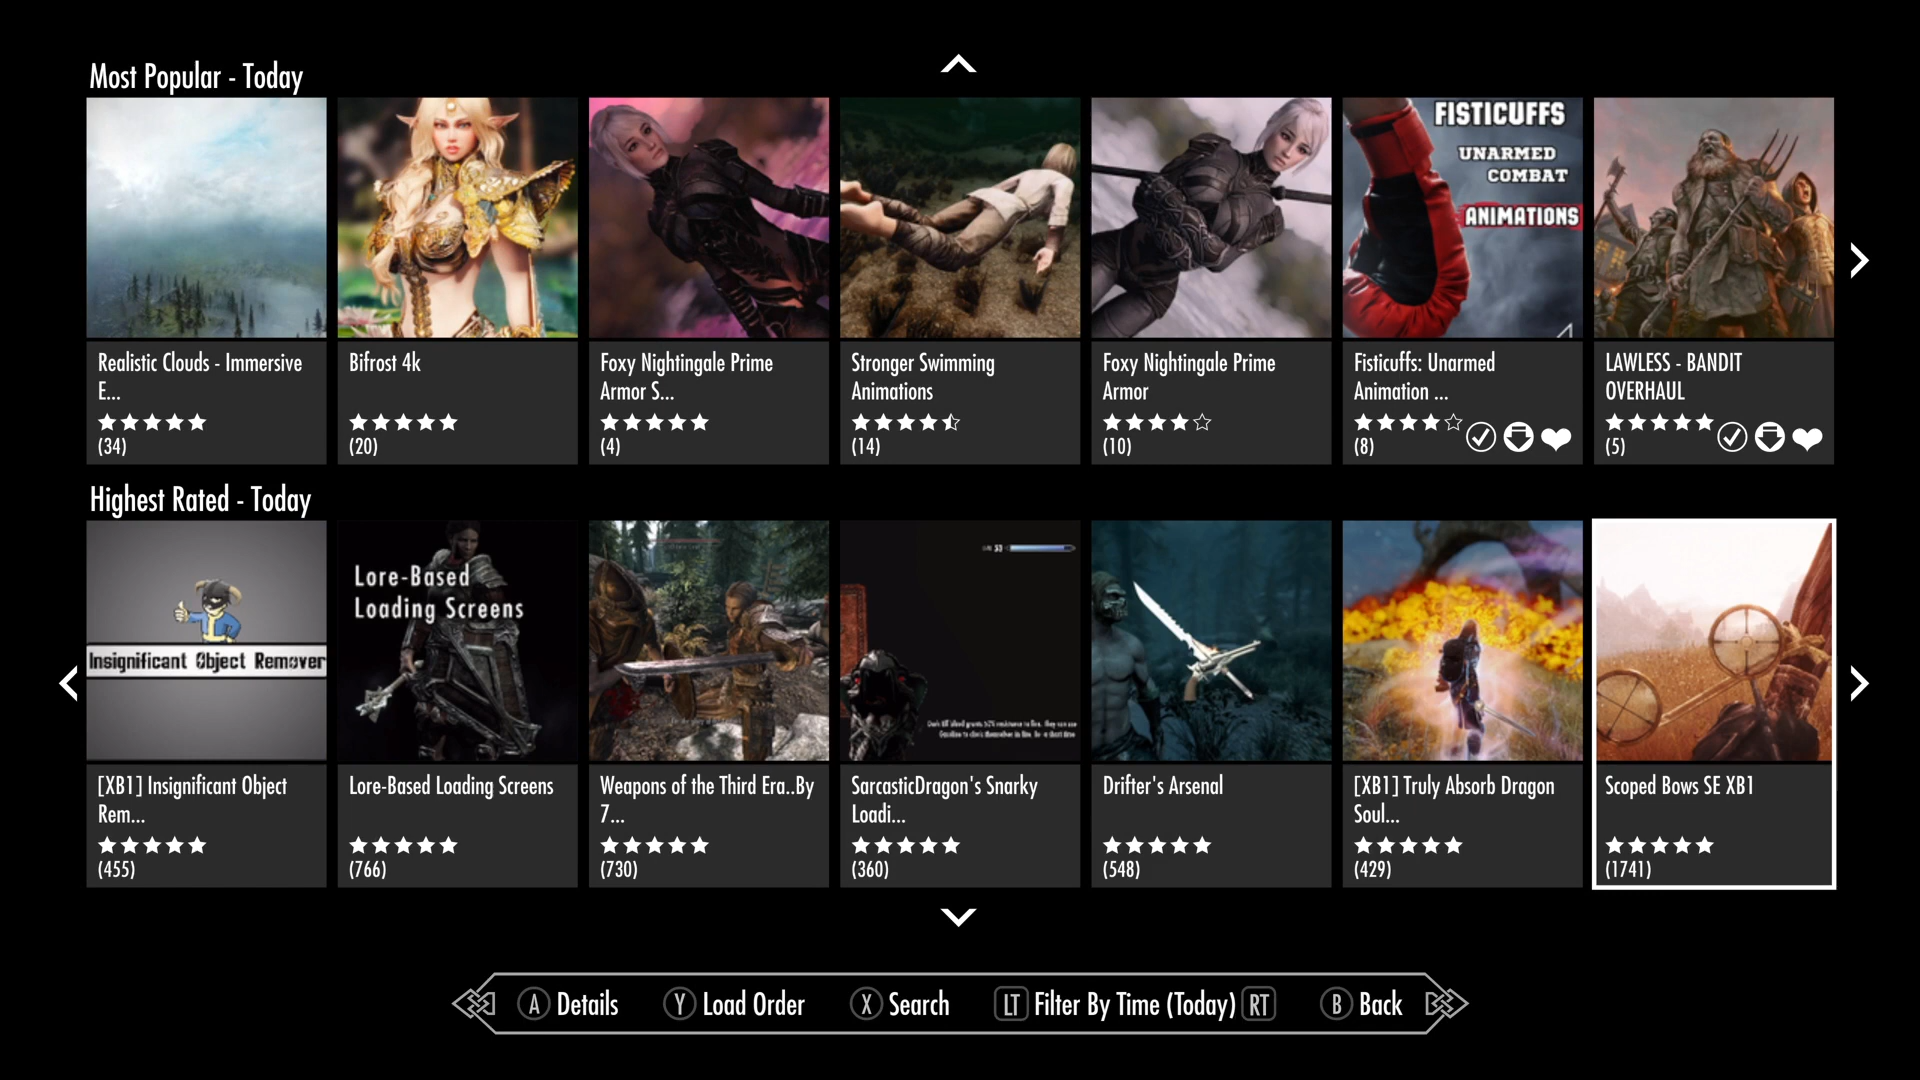 Most Popular - Today
FISTICUFFS
UNARMED
COMBAT
ANIMATIONS
Realistic Clouds - Immersive
E...
(34)
Bifrost 4k
(20)
Foxy Nightingale Prime
Armor S...
(4)
Stronger Swimming
Animations
(14)
Foxy Nightingale Prime
Armor
(10)
Fisticuffs: Unarmed
Animation ...
(8)
LAWLESS - BANDIT
OVERHAUL
(5)
Highest Rated - Today
Insignificant Object Remover
Lore-Based
Loading Screens
[XB1] Insignificant Object
Rem...
(455)
Lore-Based Loading Screens
(766)
Weapons of the Third Era..By
7...
(730)
SarcasticDragon's Snarky
Loadi...
(360)
Drifter's Arsenal
(548)
[XB1] Truly Absorb Dragon
Soul...
(429)
Scoped Bows SE XB1
(1741)
A Details Y Load Order X Search LT Filter By Time (Today) RT B Back